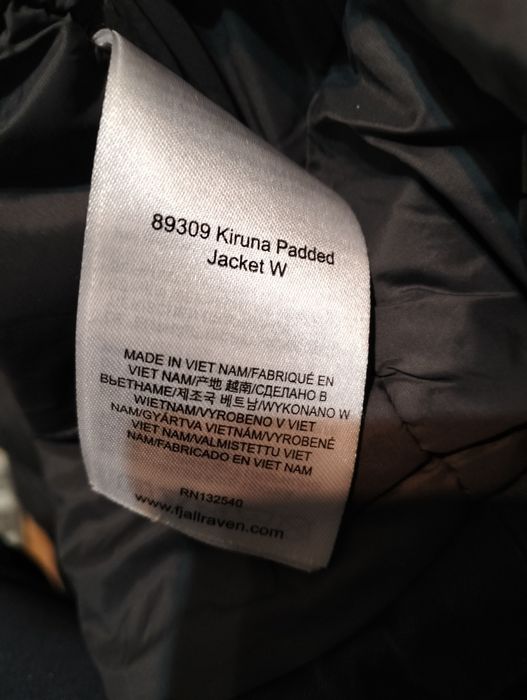 89309 Kiruna Padded
Jacket W
MADE IN VIET NAM/FABRIQUÉ EN
VIET NAM/产地 越南/СДЕЛАНО В
ВЬЕТНАМЕ/제조국 베트남/WYKONANO W
WIETNAM/VYROBENO V VIET
NAM/GYÁRTVA VIETNÁM/VYROBENÉ
VIET NAM/VALMISTETTU VIET
NAM/FABRICADO EN VIET NAM
RN132540
www.fjallraven.com